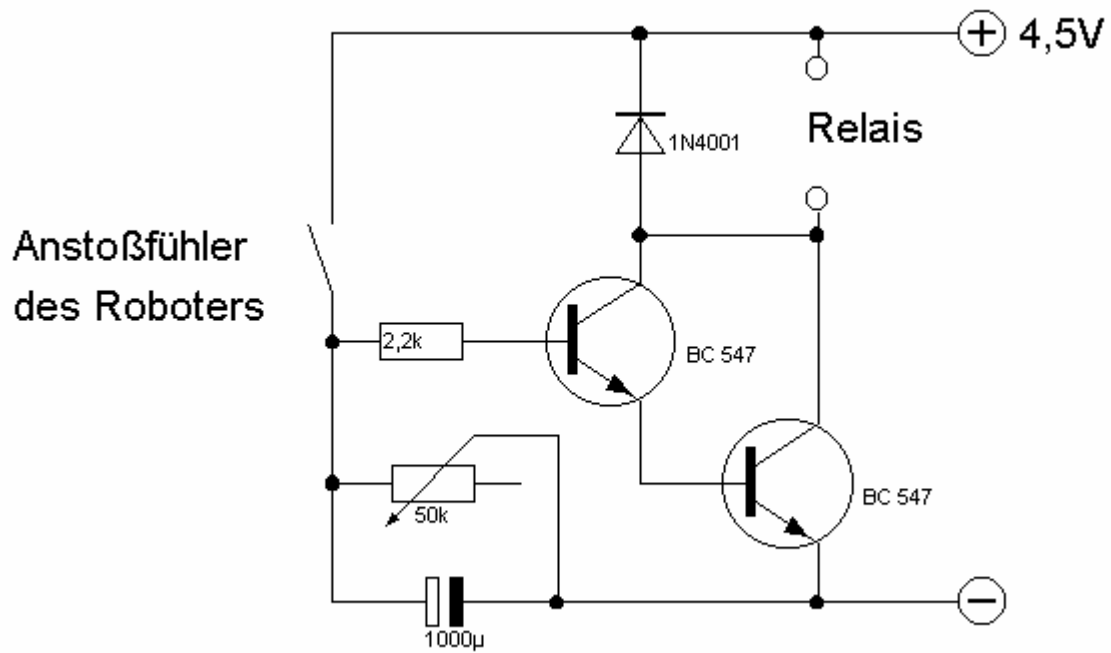 4,5V
1N4001
Relais
Anstoßfühler
des Roboters
2,2k
BC 547
BC 547
50k
1000µ